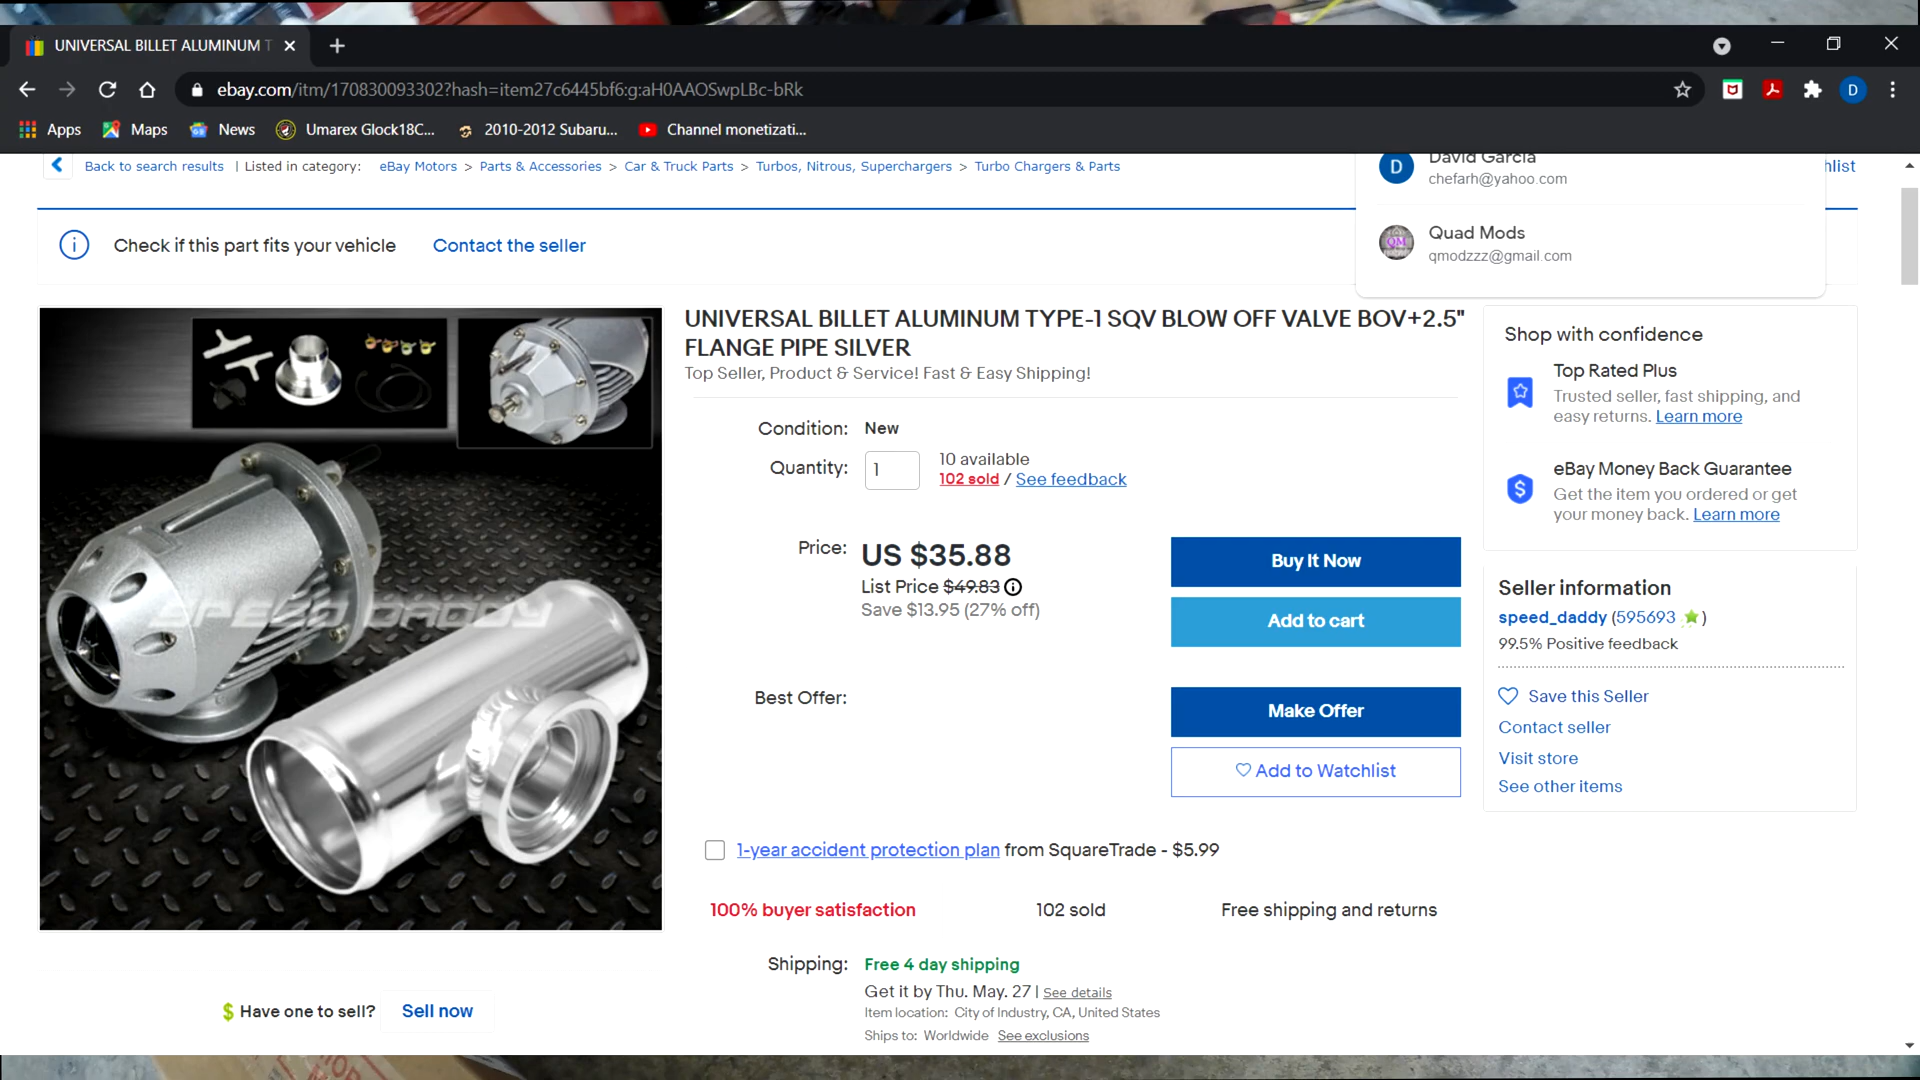 UNIVERSAL BILLET ALUMINUM T
ebay.com/itm/170830093302?hash=item27c6445bf6:g:aH0AAOSwpLBc-bRk
D
Apps
Maps
News
Umarex Glock18C...
2010-2012 Subaru...
Channel monetizati...
Back to search results | Listed in category: eBay Motors > Parts & Accessories > Car & Truck Parts > Turbos, Nitrous, Superchargers > Turbo Chargers & Parts
hlist
D
David Garcia
chefarh@yahoo.com
QM
Quad Mods
qmodzzz@gmail.com
Check if this part fits your vehicle Contact the seller
SPEED DADDY
UNIVERSAL BILLET ALUMINUM TYPE-1 SQV BLOW OFF VALVE BOV+2.5"
FLANGE PIPE SILVER
Top Seller, Product & Service! Fast & Easy Shipping!
Condition: New
Quantity: 1
10 available
102 sold / See feedback
Price: US $35.88
List Price $49.83
Save $13.95 (27% off)
Buy It Now
Add to cart
Best Offer:
Make Offer
Add to Watchlist
1-year accident protection plan from SquareTrade - $5.99
100% buyer satisfaction 102 sold Free shipping and returns
Shipping: Free 4 day shipping
Get it by Thu. May. 27 | See details
Item location: City of Industry, CA, United States
Ships to: Worldwide See exclusions
$ Have one to sell? Sell now
Shop with confidence
Top Rated Plus
Trusted seller, fast shipping, and
easy returns. Learn more
eBay Money Back Guarantee
Get the item you ordered or get
your money back. Learn more
Seller information
speed_daddy (595693 )
99.5% Positive feedback
Save this Seller
Contact seller
Visit store
See other items